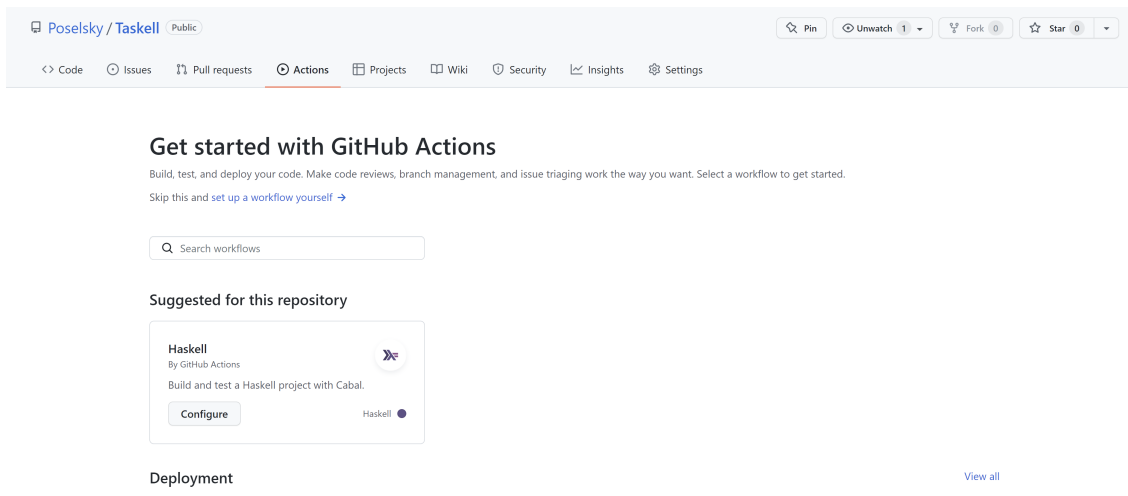 Poselsky / Taskell Public Pin Unwatch 1 Fork 0 Star 0
Code Issues Pull requests Actions Projects Wiki Security Insights Settings
Get started with GitHub Actions
Build, test, and deploy your code. Make code reviews, branch management, and issue triaging work the way you want. Select a workflow to get started.
Skip this and set up a workflow yourself →
Search workflows
Suggested for this repository
Haskell
By GitHub Actions
Build and test a Haskell project with Cabal.
Configure Haskell
Deployment View all